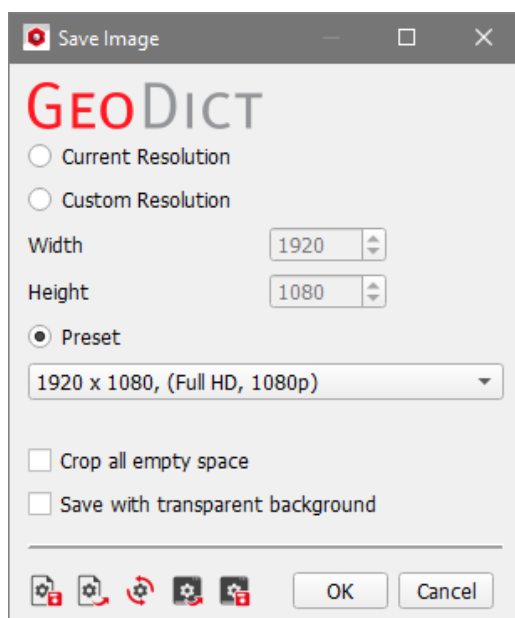 Save Image
GEODICT
Current Resolution
Custom Resolution
Width 1920
Height 1080
Preset
1920 x 1080, (Full HD, 1080p)
Crop all empty space
Save with transparent background
OK Cancel